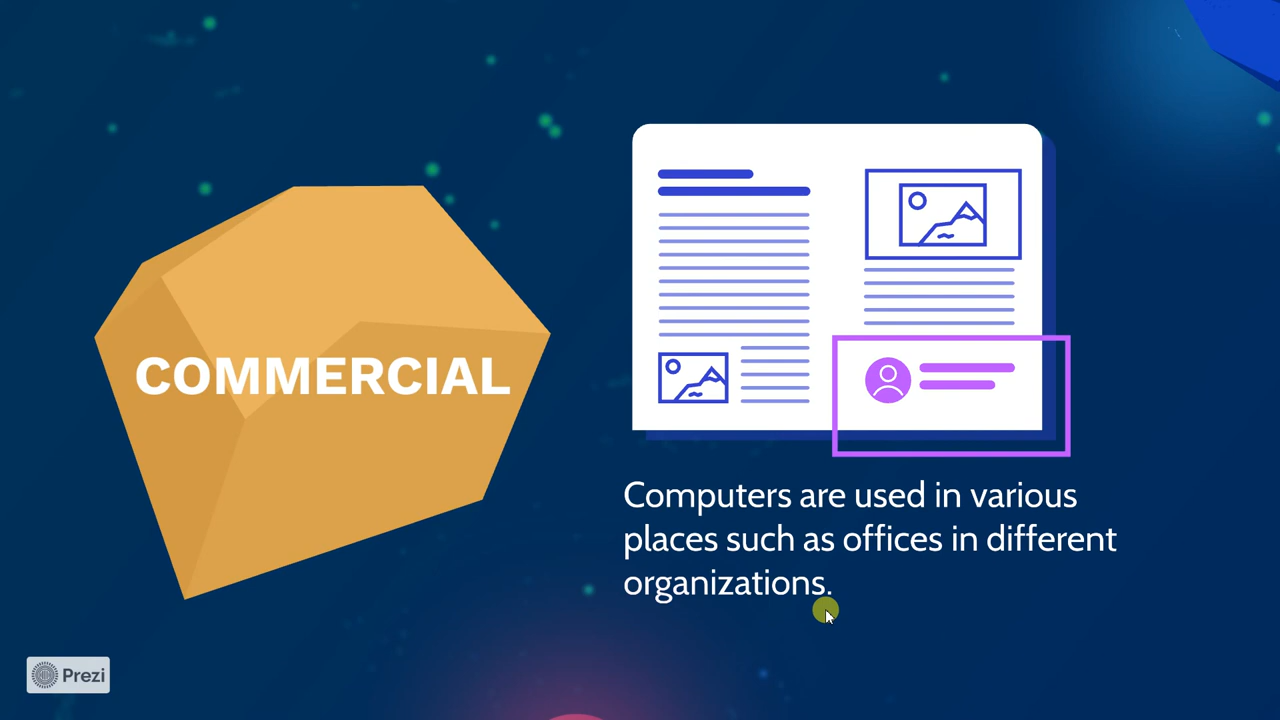 COMMERCIAL
Computers are used in various
places such as offices in different
organizations.
Prezi